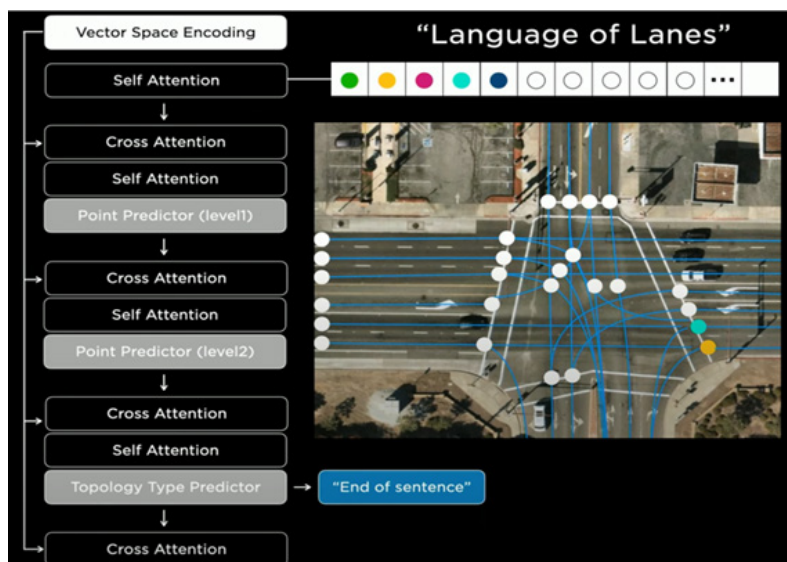 Vector Space Encoding
"Language of Lanes"
Self Attention
Cross Attention
Self Attention
Point Predictor (level1)
Cross Attention
Self Attention
Point Predictor (level2)
Cross Attention
Self Attention
Topology Type Predictor
"End of sentence"
Cross Attention